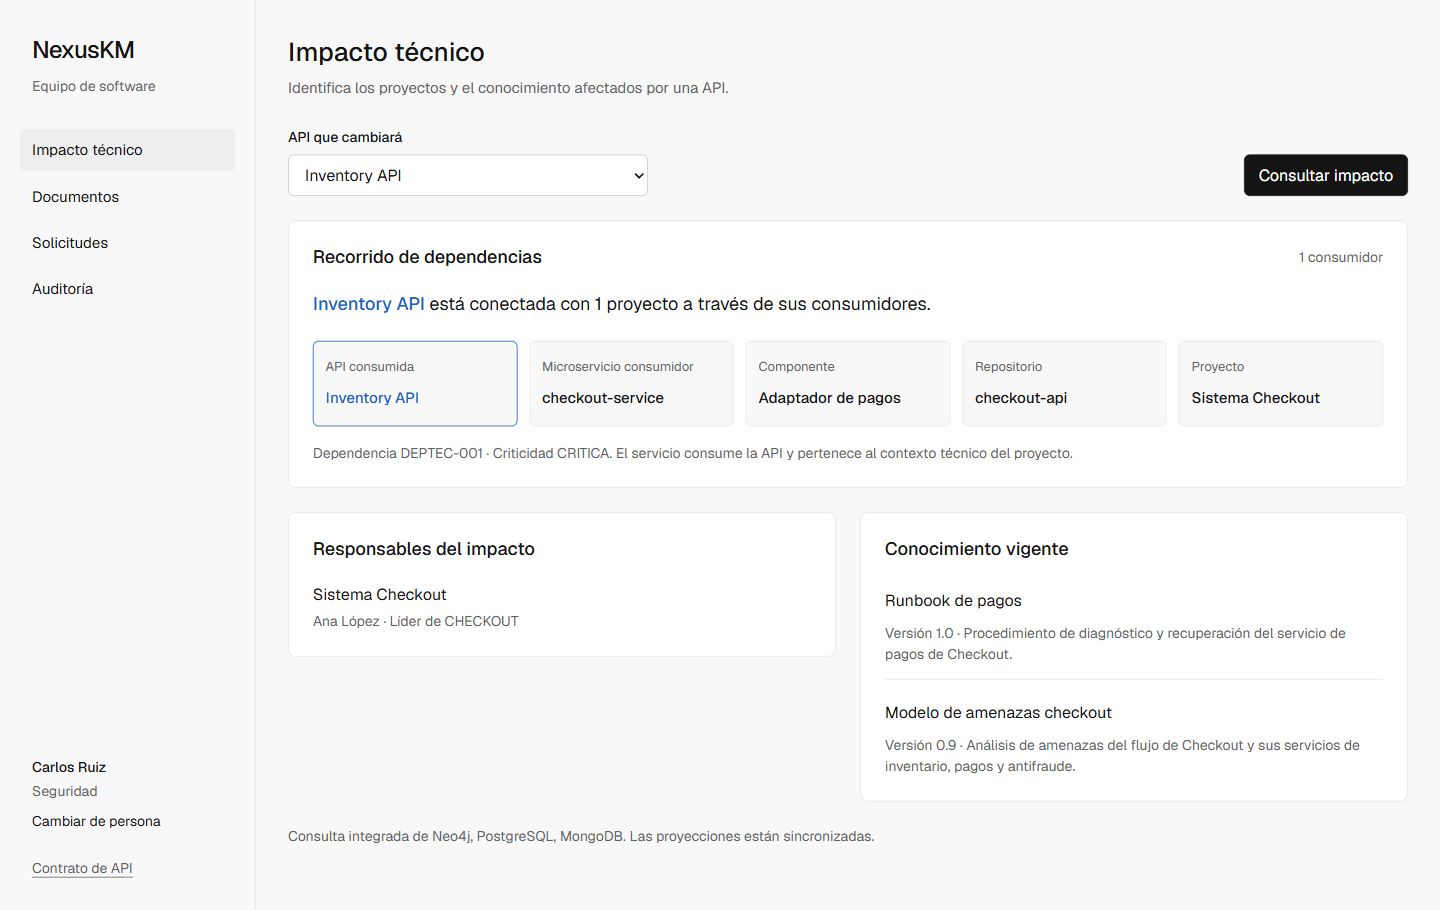 NexusKM
Equipo de software
Impacto técnico
Documentos
Solicitudes
Auditoría
Carlos Ruiz
Seguridad
Cambiar de persona
Contrato de API
Impacto técnico
Identifica los proyectos y el conocimiento afectados por una API.
API que cambiará
Inventory API
Consultar impacto
Recorrido de dependencias
1 consumidor
Inventory API está conectada con 1 proyecto a través de sus consumidores.
API consumida
Inventory API
Microservicio consumidor
checkout-service
Componente
Adaptador de pagos
Repositorio
checkout-api
Proyecto
Sistema Checkout
Dependencia DEPTEC-001 · Criticidad CRITICA. El servicio consume la API y pertenece al contexto técnico del proyecto.
Responsables del impacto
Sistema Checkout
Ana López · Líder de CHECKOUT
Conocimiento vigente
Runbook de pagos
Versión 1.0 · Procedimiento de diagnóstico y recuperación del servicio de
pagos de Checkout.
Modelo de amenazas checkout
Versión 0.9 · Análisis de amenazas del flujo de Checkout y sus servicios de
inventario, pagos y antifraude.
Consulta integrada de Neo4j, PostgreSQL, MongoDB. Las proyecciones están sincronizadas.